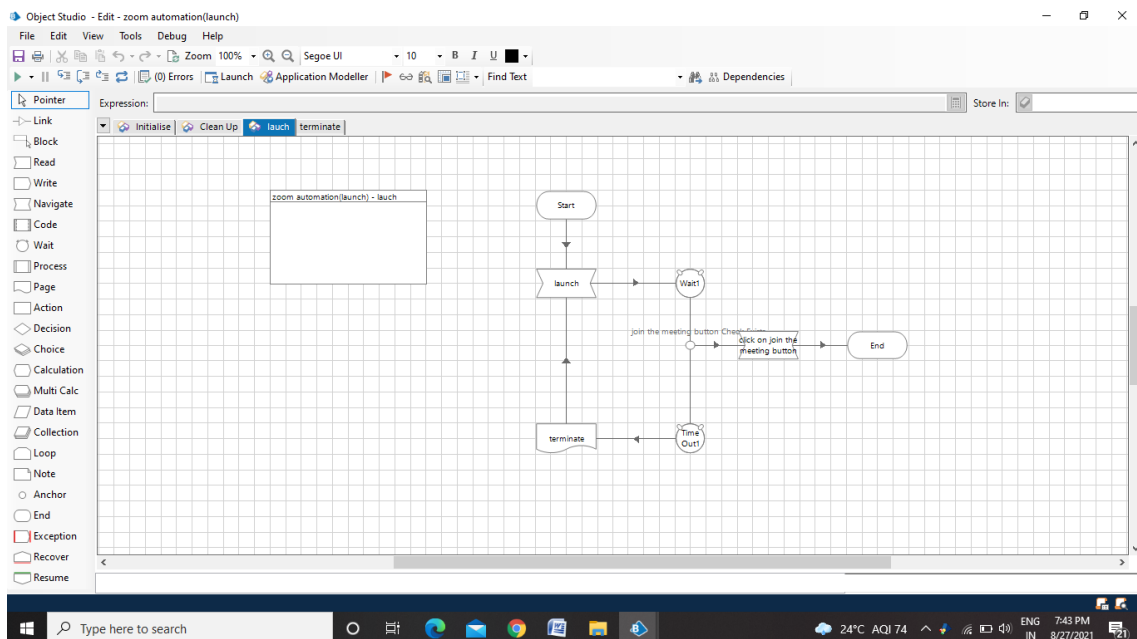 Object Studio - Edit - zoom automation(launch)
File Edit View Tools Debug Help
Zoom 100% Segoe UI 10 B I U
(0) Errors Launch Application Modeller Find Text Dependencies
Pointer
Expression:
Store In:
Link
Initialise Clean Up lauch terminate
Block
Read
Write
Navigate
Code
Wait
Process
Page
Action
Decision
Choice
Calculation
Multi Calc
Data Item
Collection
Loop
Note
Anchor
End
Exception
Recover
Resume
zoom automation(launch) - lauch
Start
launch
Wait1
join the meeting button Check Exists
click on join the
meeting button
End
terminate
Time
Out1
Type here to search
24°C AQI 74
ENG
IN
7:43 PM
8/27/2021
21